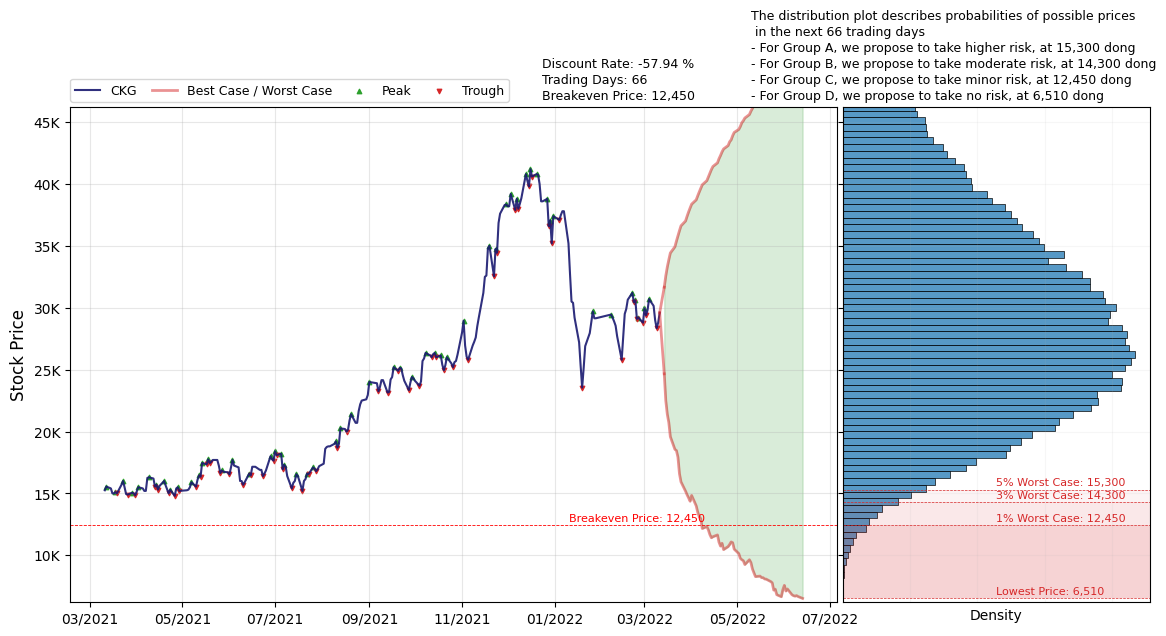 The distribution plot describes probabilities of possible prices
in the next 66 trading days
- For Group A, we propose to take higher risk, at 15,300 dong
- For Group B, we propose to take moderate risk, at 14,300 dong
- For Group C, we propose to take minor risk, at 12,450 dong
- For Group D, we propose to take no risk, at 6,510 dong
Discount Rate: -57.94 %
Trading Days: 66
Breakeven Price: 12,450
CKG
Best Case / Worst Case
Peak
Trough
Stock Price
45K
40K
35K
30K
25K
20K
15K
10K
Breakeven Price: 12,450
03/2021
05/2021
07/2021
09/2021
11/2021
01/2022
03/2022
05/2022
07/2022
5% Worst Case: 15,300
3% Worst Case: 14,300
1% Worst Case: 12,450
Lowest Price: 6,510
Density